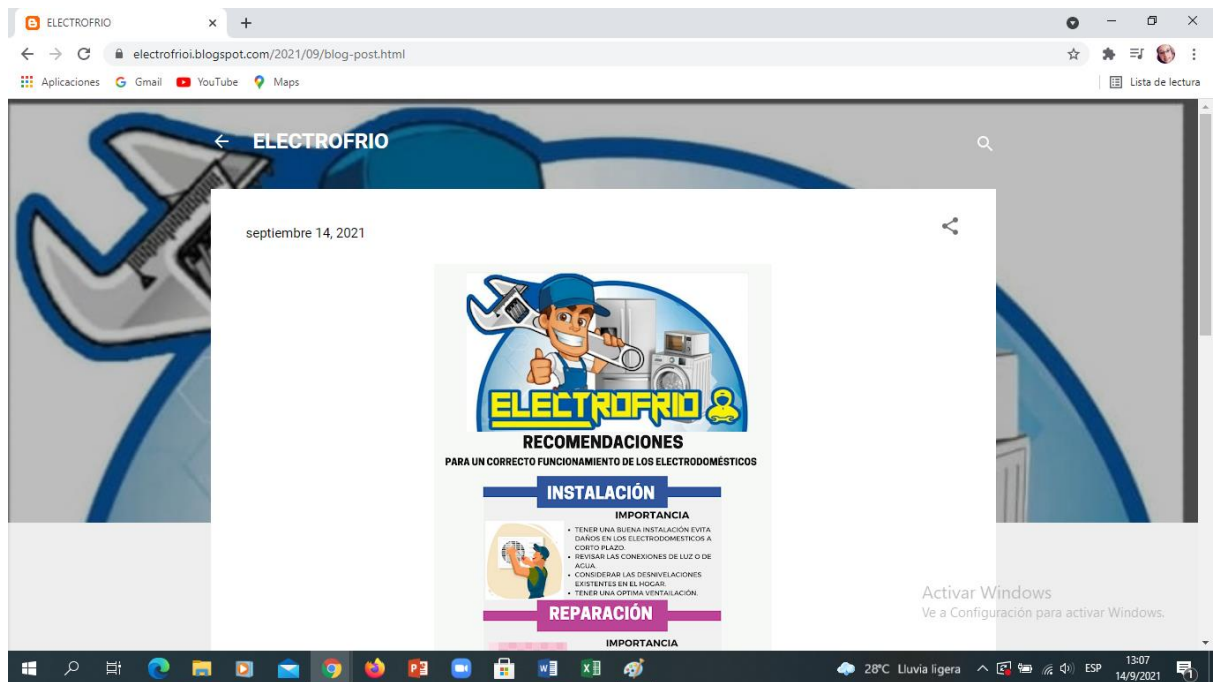 ELECTROFRIO
electrofrioi.blogspot.com/2021/09/blog-post.html
Aplicaciones Gmail YouTube Maps Lista de lectura
ELECTROFRIO
septiembre 14, 2021
ELECTROFRIO
RECOMENDACIONES
PARA UN CORRECTO FUNCIONAMIENTO DE LOS ELECTRODOMÉSTICOS
INSTALACIÓN
IMPORTANCIA
• TENER UNA BUENA INSTALACIÓN EVITA
DAÑOS EN LOS ELECTRODOMESTICOS A
CORTO PLAZO.
• REVISAR LAS CONEXIONES DE LUZ O DE
AGUA.
• CONSIDERAR LAS DESNIVELACIONES
EXISTENTES EN EL HOGAR.
• TENER UNA OPTIMA VENTAILACIÓN.
REPARACIÓN
IMPORTANCIA
Activar Windows
Ve a Configuración para activar Windows.
28°C Lluvia ligera ESP 13:07
14/9/2021